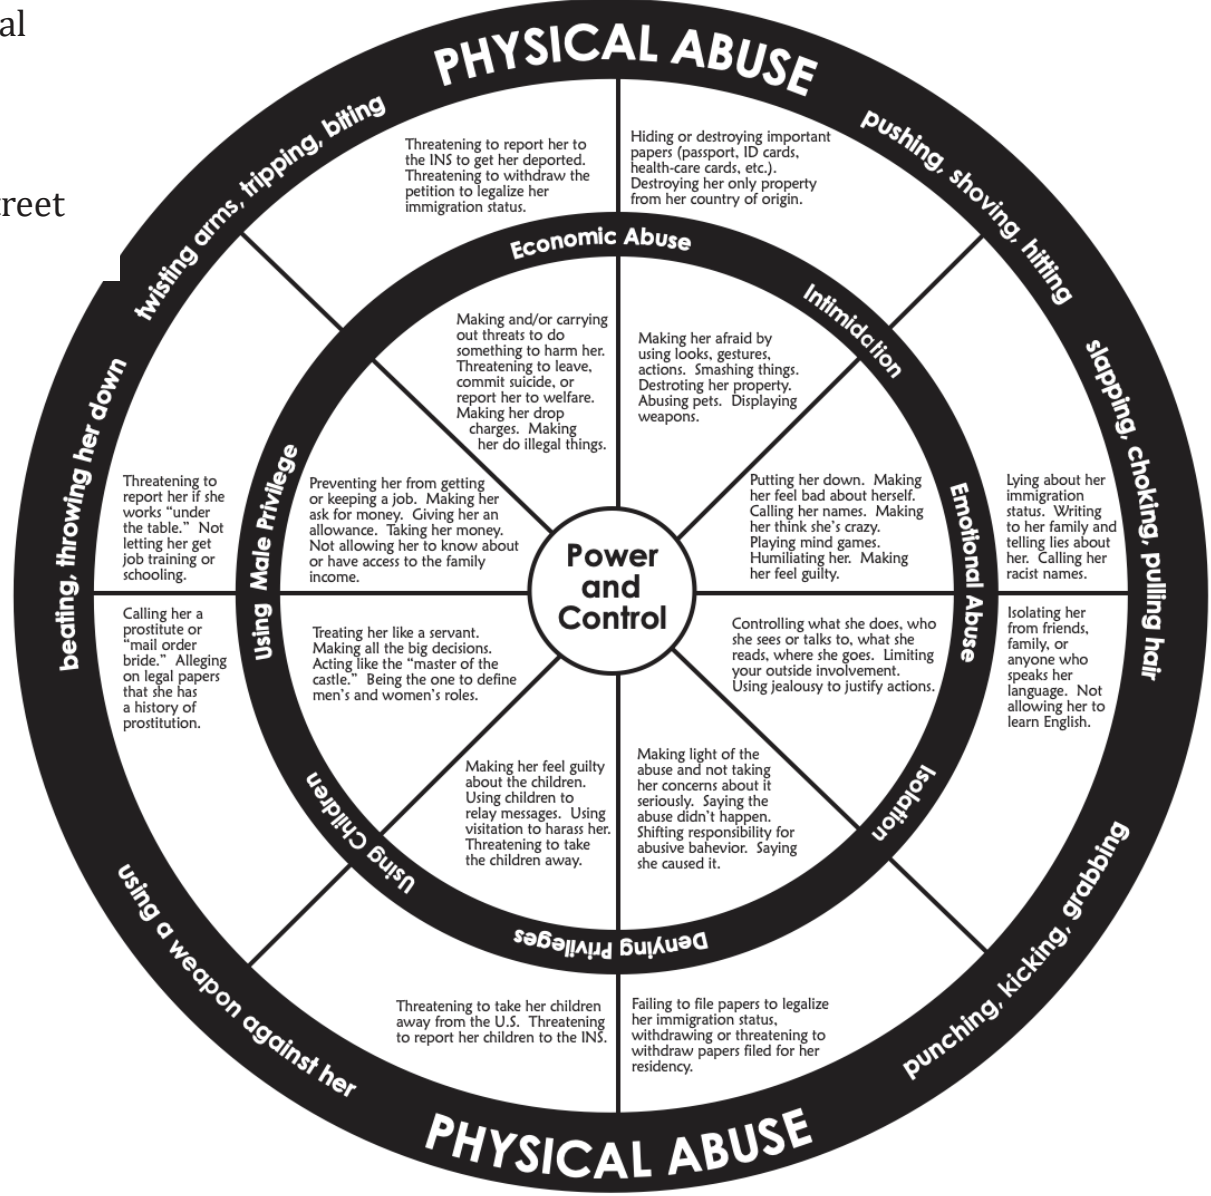 al
treet
PHYSICAL ABUSE
twisting arms, tripping, biting
pushing, shoving, hitting
Threatening to report her to
the INS to get her deported.
Threatening to withdraw the
petition to legalize her
immigration status.
Hiding or destroying important
papers (passport, ID cards,
health-care cards, etc.).
Destroying her only property
from her country of origin.
Economic Abuse
Intimidation
Making and/or carrying
out threats to do
something to harm her.
Threatening to leave,
commit suicide, or
report her to welfare.
Making her drop
charges. Making
her do illegal things.
Making her afraid by
using looks, gestures,
actions. Smashing things.
Destroting her property.
Abusing pets. Displaying
weapons.
beating, throwing her down
slapping, choking, pulling hair
Threatening to
report her if she
works “under
the table.” Not
letting her get
job training or
schooling.
Using Male Privilege
Preventing her from getting
or keeping a job. Making her
ask for money. Giving her an
allowance. Taking her money.
Not allowing her to know about
or have access to the family
income.
Power
and
Control
Putting her down. Making
her feel bad about herself.
Calling her names. Making
her think she’s crazy.
Playing mind games.
Humiliating her. Making
her feel guilty.
Emotional Abuse
Lying about her
immigration
status. Writing
to her family and
telling lies about
her. Calling her
racist names.
Calling her a
prostitute or
“mail order
bride.” Alleging
on legal papers
that she has
a history of
prostitution.
Treating her like a servant.
Making all the big decisions.
Acting like the “master of the
castle.” Being the one to define
men’s and women’s roles.
Controlling what she does, who
she sees or talks to, what she
reads, where she goes. Limiting
your outside involvement.
Using jealousy to justify actions.
Isolating her
from friends,
family, or
anyone who
speaks her
language. Not
allowing her to
learn English.
Making her feel guilty
about the children.
Using children to
relay messages. Using
visitation to harass her.
Threatening to take
the children away.
Making light of the
abuse and not taking
her concerns about it
seriously. Saying the
abuse didn’t happen.
Shifting responsibility for
abusive bahevior. Saying
she caused it.
Using Children
Isolation
Denying Privileges
using a weapon against her
punching, kicking, grabbing
Threatening to take her children
away from the U.S. Threatening
to report her children to the INS.
Failing to file papers to legalize
her immigration status,
withdrawing or threatening to
withdraw papers filed for her
residency.
PHYSICAL ABUSE